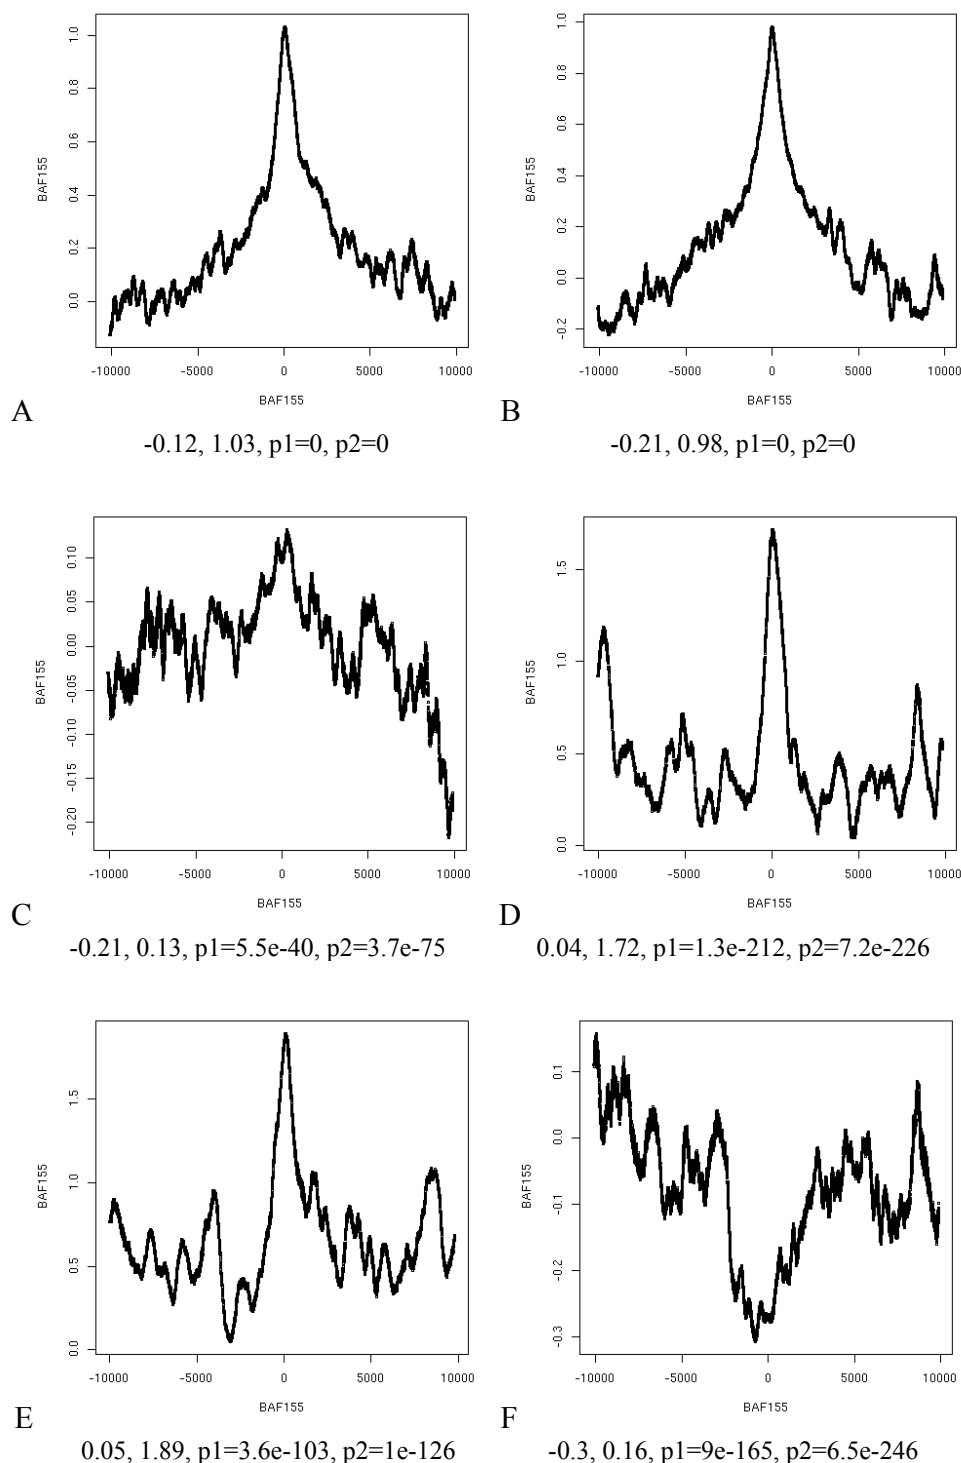 1.0
0.8
0.6
0.4
0.2
0.0
BAF155
-10000 -5000 0 5000 10000
BAF155
A
-0.12, 1.03, p1=0, p2=0
1.0
0.8
0.6
0.4
0.2
0.0
-0.2
BAF155
-10000 -5000 0 5000 10000
BAF155
B
-0.21, 0.98, p1=0, p2=0
0.10
0.05
0.00
-0.05
-0.10
-0.15
-0.20
BAF155
-10000 -5000 0 5000 10000
BAF155
C
-0.21, 0.13, p1=5.5e-40, p2=3.7e-75
1.5
1.0
0.5
0.0
BAF155
-10000 -5000 0 5000 10000
BAF155
D
0.04, 1.72, p1=1.3e-212, p2=7.2e-226
1.5
1.0
0.5
0.0
BAF155
-10000 -5000 0 5000 10000
BAF155
E
0.05, 1.89, p1=3.6e-103, p2=1e-126
0.1
0.0
-0.1
-0.2
-0.3
BAF155
-10000 -5000 0 5000 10000
BAF155
F
-0.3, 0.16, p1=9e-165, p2=6.5e-246